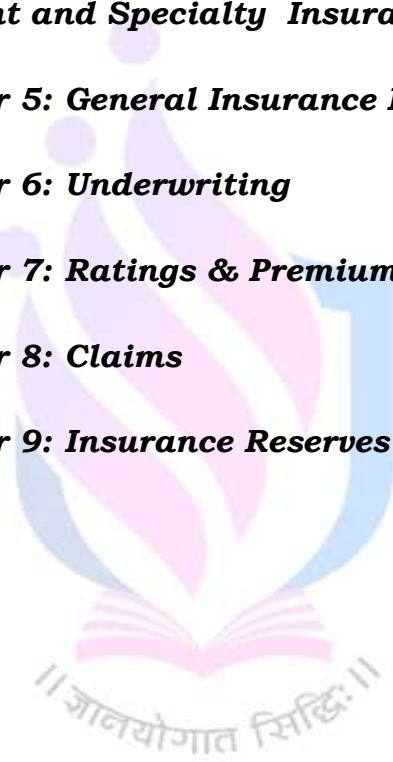 nt and Specialty Insura
r 5: General Insurance
r 6: Underwriting
r 7: Ratings & Premium
r 8: Claims
r 9: Insurance Reserves
॥ ज्ञानयोगात सिद्धिः ॥